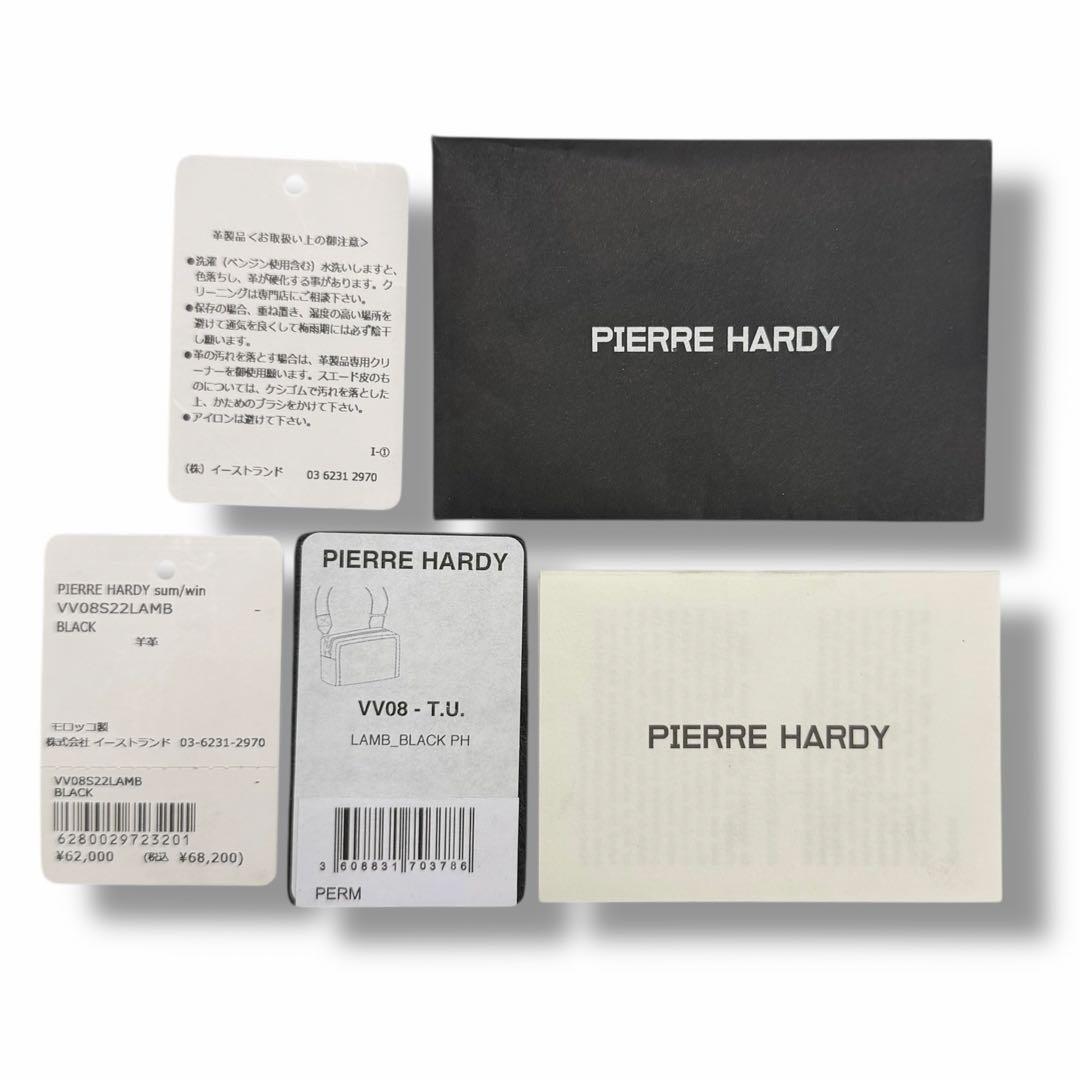 革製品＜お取扱い上の御注意＞
●洗濯（ベンジン使用含む）水洗いしますと、
色落ちし、革が硬化する事があります。ク
リーニングは専門店にご相談下さい。
●保存の場合、重ね置き、湿度の高い場所を
避けて通気を良くして梅雨期には必ず陰干
し願います。
●革の汚れを落とす場合は、革製品専用クリ
ーナーを御使用願います。スエード皮のも
のについては、ケシゴムで汚れを落とした
上、かためのブラシをかけて下さい。
●アイロンは避けて下さい。
I-①
（株）イーストランド 03 6231 2970
PIERRE HARDY
PIERRE HARDY sum/win
VV08S22LAMB -
BLACK
羊革
モロッコ製
株式会社 イーストランド 03-6231-2970
VV08S22LAMB -
BLACK
6280029723201
¥62,000 (税込 ¥68,200)
PIERRE HARDY
VV08 - T.U.
LAMB_BLACK PH
3 608831 703786
PERM
PIERRE HARDY